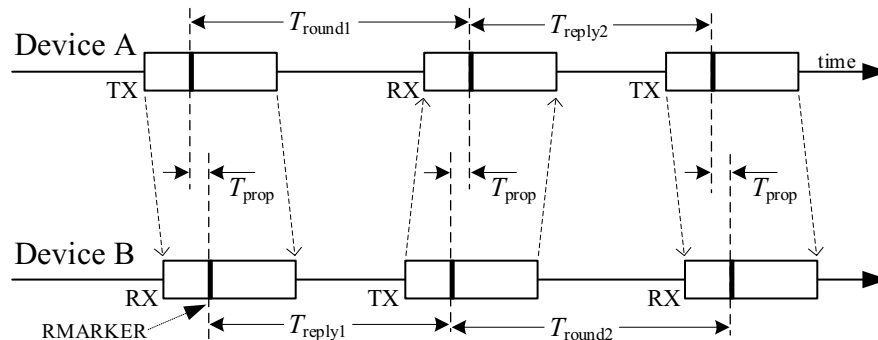 Tround1
Treply2
Device A
time
TX
RX
TX
Tprop
Tprop
Tprop
Device B
RX
TX
RX
RMARKER
Treply1
Tround2